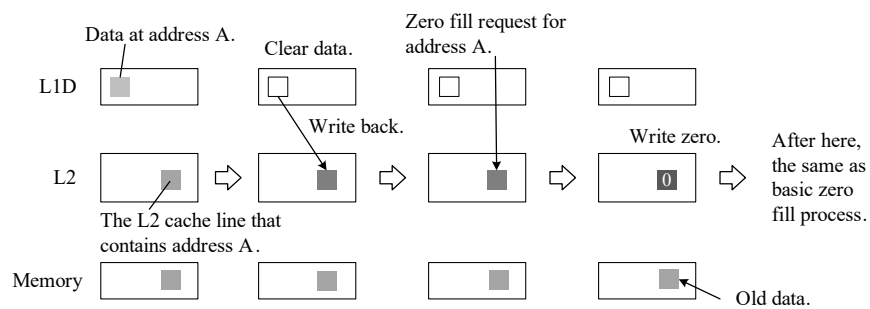 Data at address A.
Clear data.
Zero fill request for
address A.
L1D
Write back.
Write zero.
L2
0
After here,
the same as
basic zero
fill process.
The L2 cache line that
contains address A.
Memory
Old data.